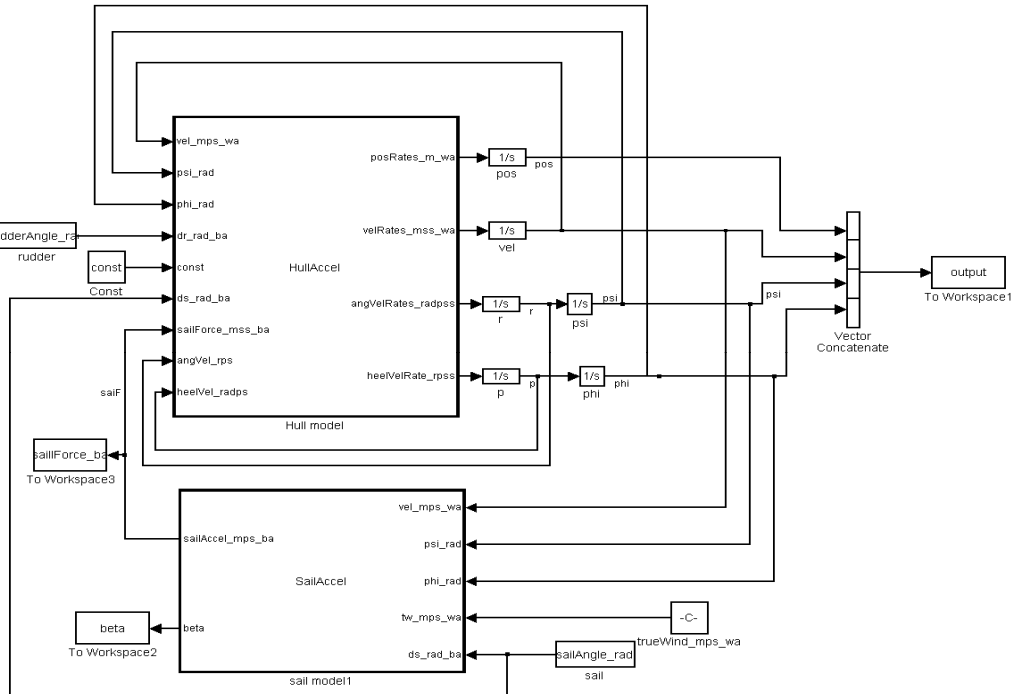 vel_mps_wa
psi_rad
phi_rad
dr_rad_ba
const
ds_rad_ba
sailForce_mss_ba
angVel_rps
heelVel_radps
HullAccel
posRates_m_wa
velRates_mss_wa
angVelRates_radpss
heelVelRate_rpss
Hull model
dderAngle_ra
rudder
const
Const
1/s
pos
pos
1/s
vel
1/s
r
r
1/s
psi
psi
psi
1/s
p
p
1/s
phi
phi
Vector
Concatenate
output
To Workspace1
saiF
saillForce_ba
To Workspace3
sailAccel_mps_ba
beta
SailAccel
vel_mps_wa
psi_rad
phi_rad
tw_mps_wa
ds_rad_ba
sail model1
beta
To Workspace2
-C-
trueWind_mps_wa
sailAngle_rad
sail